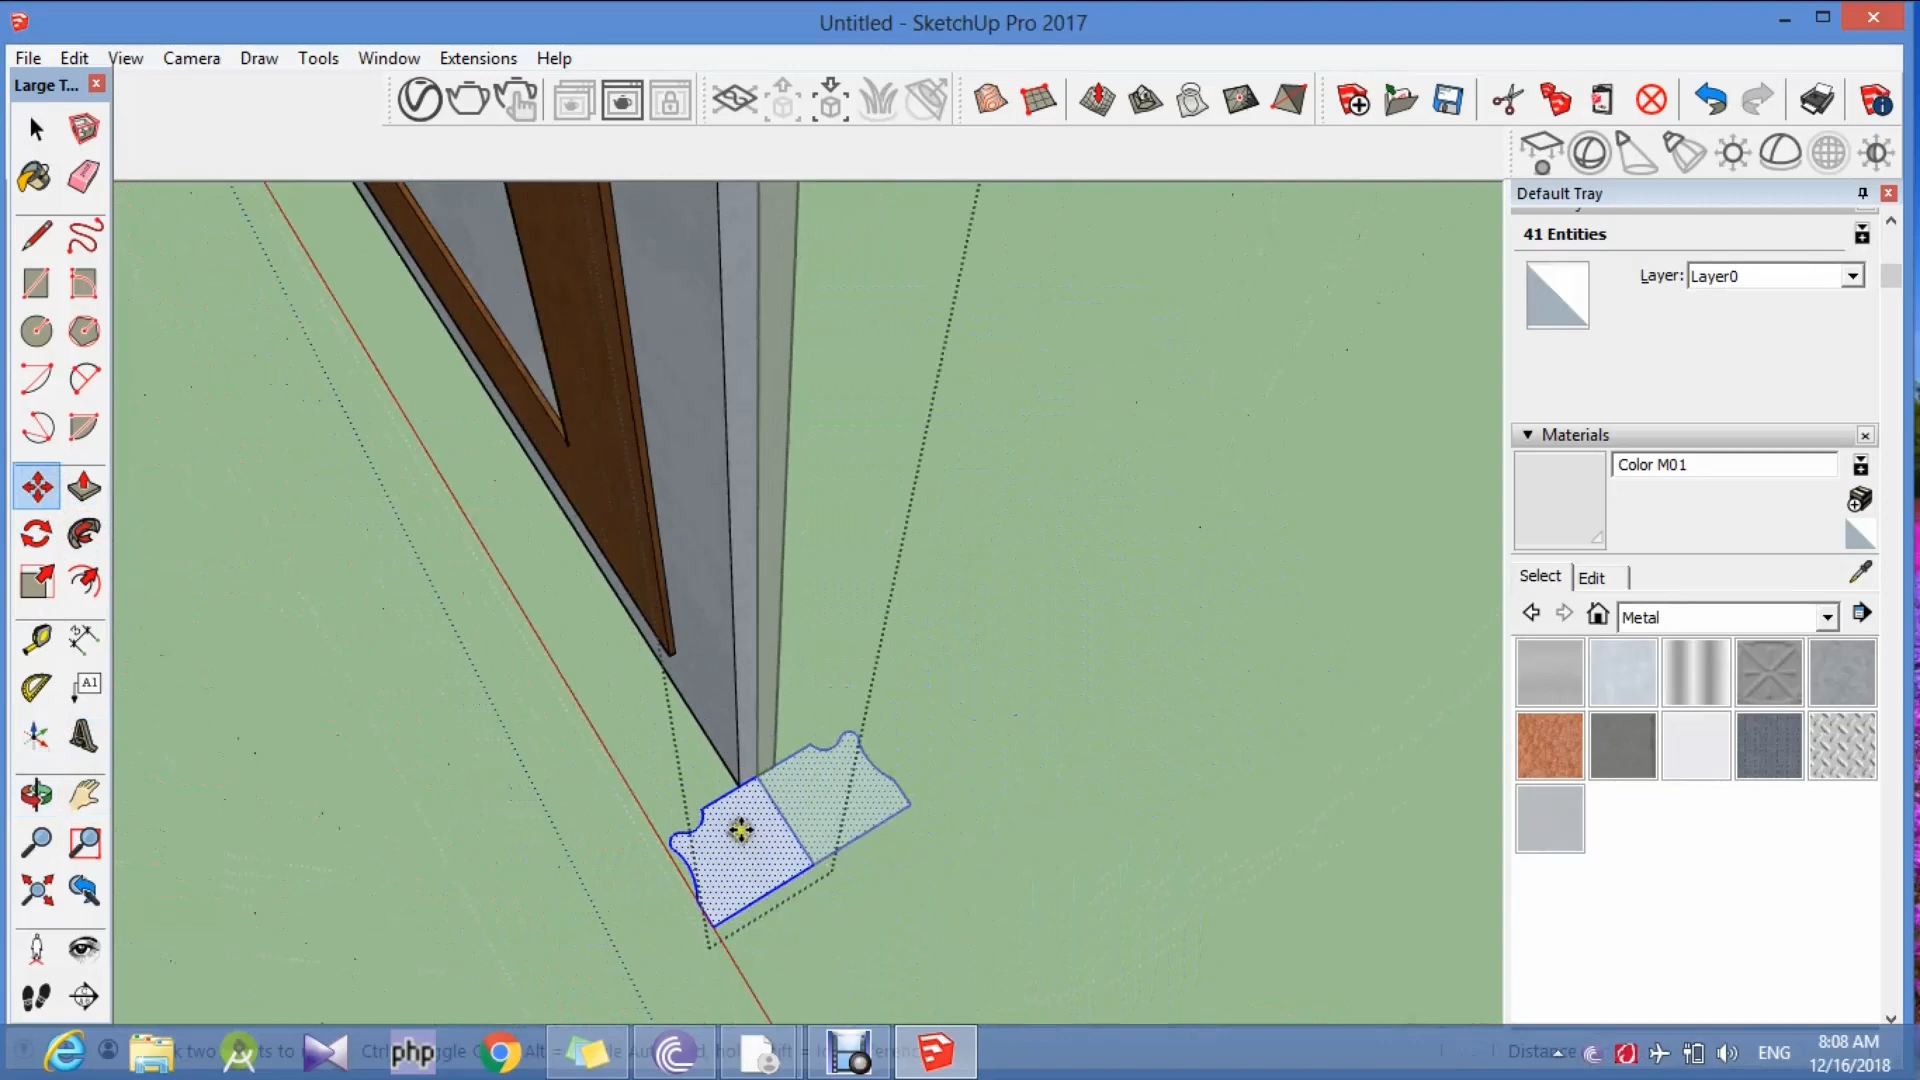 Untitled - SketchUp Pro 2017
File Edit View Camera Draw Tools Window Extensions Help
Large T...
Default Tray
41 Entities
Layer: Layer0
Materials
Color M01
Select Edit
Metal
A1
php
Distance
ENG
8:08 AM
12/16/2018